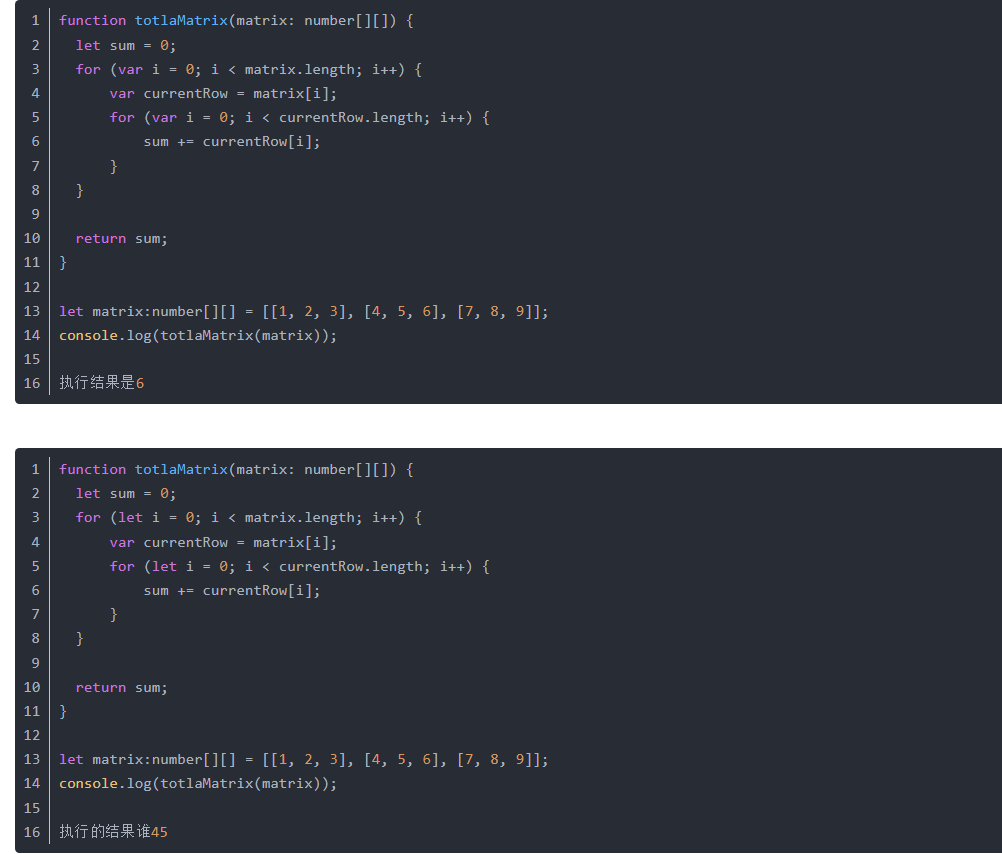 1 function totlaMatrix(matrix: number[][]) {
2 let sum = 0;
3 for (var i = 0; i < matrix.length; i++) {
4 var currentRow = matrix[i];
5 for (var i = 0; i < currentRow.length; i++) {
6 sum += currentRow[i];
7 }
8 }
9
10 return sum;
11 }
12
13 let matrix:number[][] = [[1, 2, 3], [4, 5, 6], [7, 8, 9]];
14 console.log(totlaMatrix(matrix));
15
16 执行结果是6
1 function totlaMatrix(matrix: number[][]) {
2 let sum = 0;
3 for (let i = 0; i < matrix.length; i++) {
4 var currentRow = matrix[i];
5 for (let i = 0; i < currentRow.length; i++) {
6 sum += currentRow[i];
7 }
8 }
9
10 return sum;
11 }
12
13 let matrix:number[][] = [[1, 2, 3], [4, 5, 6], [7, 8, 9]];
14 console.log(totlaMatrix(matrix));
15
16 执行的结果谁45